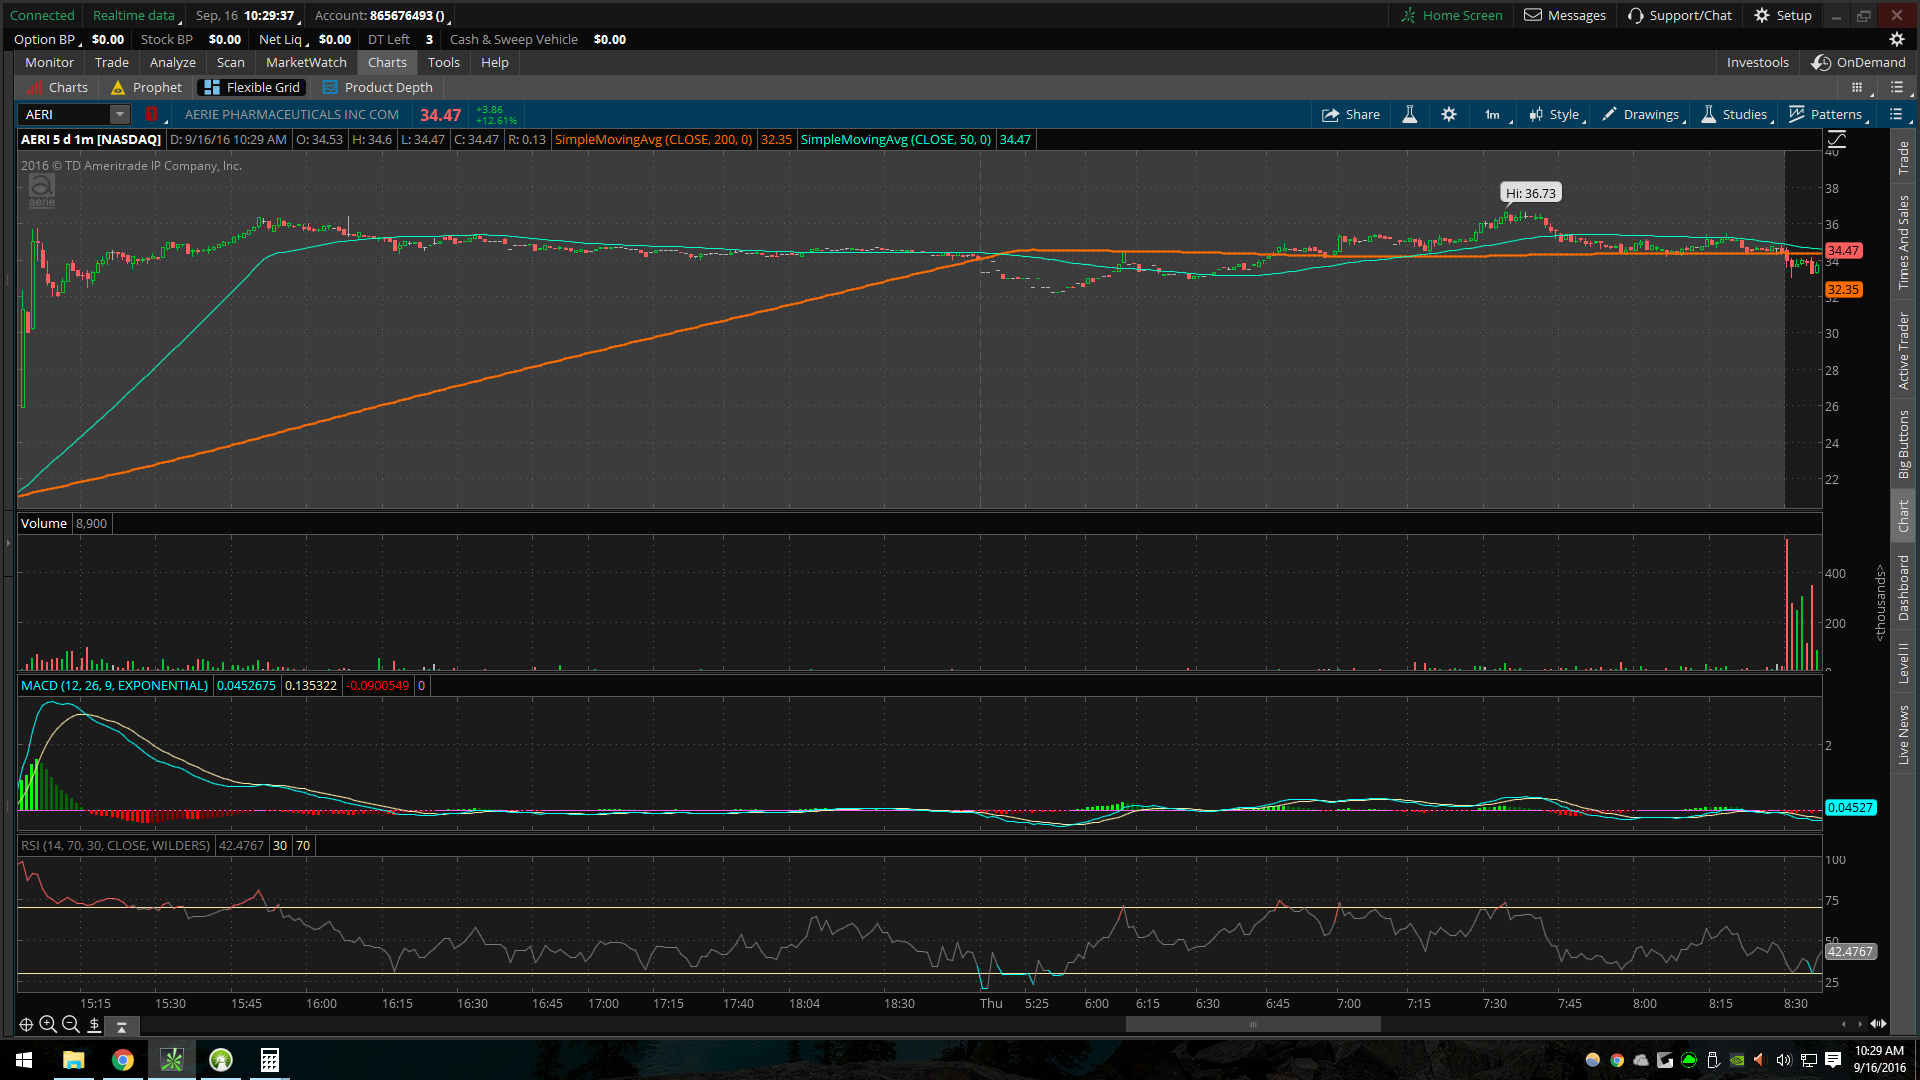 Connected Realtime data Sep, 16 10:29:37 Account: 865676493 () Home Screen Messages Support/Chat Setup
Option BP $0.00 Stock BP $0.00 Net Liq $0.00 DT Left 3 Cash & Sweep Vehicle $0.00
Monitor Trade Analyze Scan MarketWatch Charts Tools Help Investools OnDemand
Charts Prophet Flexible Grid Product Depth
AERI AERIE PHARMACEUTICALS INC COM 34.47 +3.86 +12.61% Share 1m Style Drawings Studies Patterns
AERI 5 d 1m [NASDAQ] D: 9/16/16 10:29 AM O: 34.53 H: 34.6 L: 34.47 C: 34.47 R: 0.13 SimpleMovingAvg (CLOSE, 200, 0) 32.35 SimpleMovingAvg (CLOSE, 50, 0) 34.47
2016 © TD Ameritrade IP Company, Inc.
aerie
Hi: 36.73
40
38
36
34.47
34
32.35
32
30
28
26
24
22
Volume 8,900
400
200
0
<thousands>
MACD (12, 26, 9, EXPONENTIAL) 0.0452675 0.135322 -0.0900549 0
2
0.04527
RSI (14, 70, 30, CLOSE, WILDERS) 42.4767 30 70
100
75
50
42.4767
25
15:15 15:30 15:45 16:00 16:15 16:30 16:45 17:00 17:15 17:40 18:04 18:30 Thu 5:25 6:00 6:15 6:30 6:45 7:00 7:15 7:30 7:45 8:00 8:15 8:30
Trade
Times And Sales
Active Trader
Big Buttons
Chart
Dashboard
Level II
Live News
10:29 AM
9/16/2016